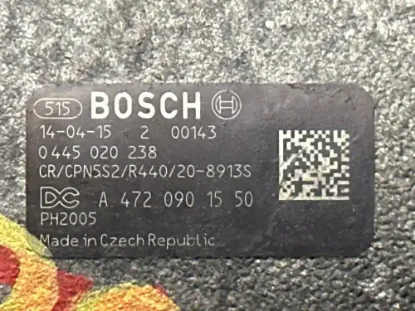 515 BOSCH
14-04-15 2 00143
0 445 020 238
CR/CPN5S2/R440/20-8913S
DC A 472 090 15 50
PH2005
Made in Czech Republic